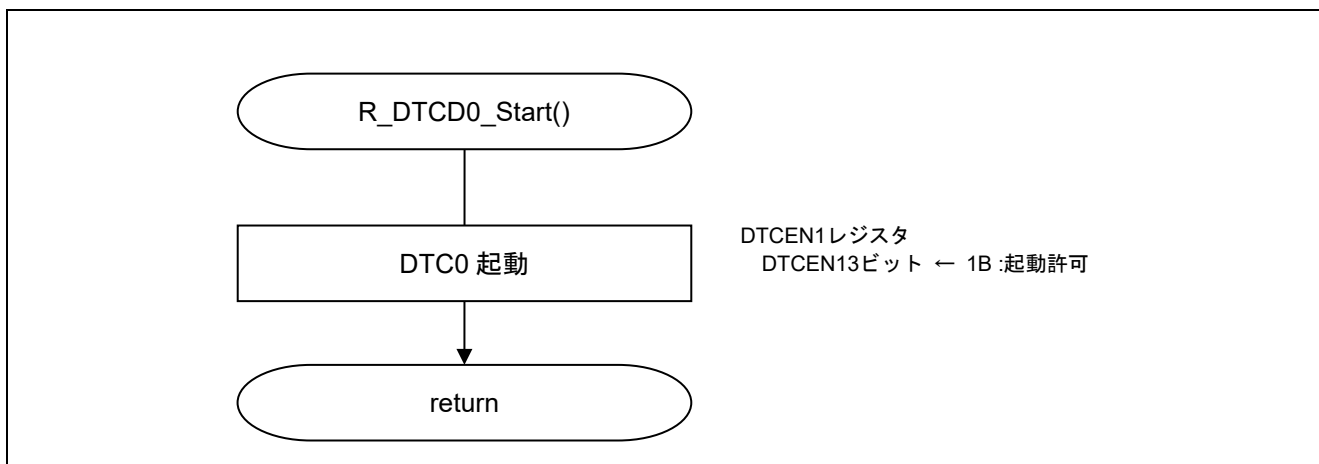 R_DTCD0_Start()
DTC0 起動
DTCEN1レジスタ
DTCEN13ビット ← 1B :起動許可
return